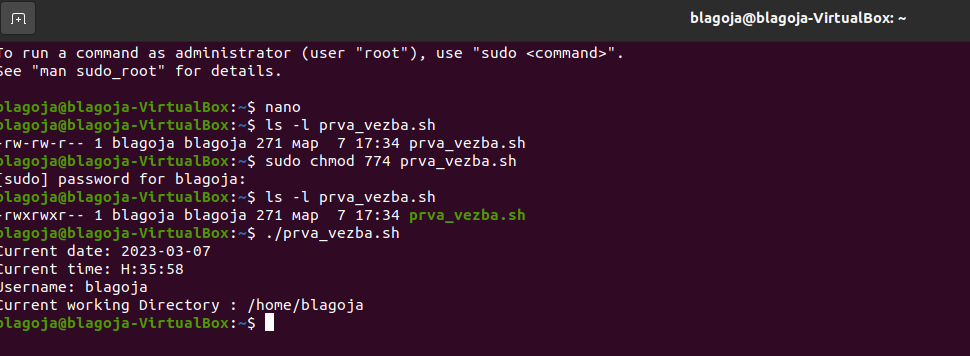 blagoja@blagoja-VirtualBox: ~
To run a command as administrator (user "root"), use "sudo <command>".
See "man sudo_root" for details.
blagoja@blagoja-VirtualBox:~$ nano
blagoja@blagoja-VirtualBox:~$ ls -l prva_vezba.sh
-rw-rw-r-- 1 blagoja blagoja 271 мар  7 17:34 prva_vezba.sh
blagoja@blagoja-VirtualBox:~$ sudo chmod 774 prva_vezba.sh
[sudo] password for blagoja:
blagoja@blagoja-VirtualBox:~$ ls -l prva_vezba.sh
-rwxrwxr-- 1 blagoja blagoja 271 мар  7 17:34 prva_vezba.sh
blagoja@blagoja-VirtualBox:~$ ./prva_vezba.sh
Current date: 2023-03-07
Current time: H:35:58
Username: blagoja
Current working Directory : /home/blagoja
blagoja@blagoja-VirtualBox:~$